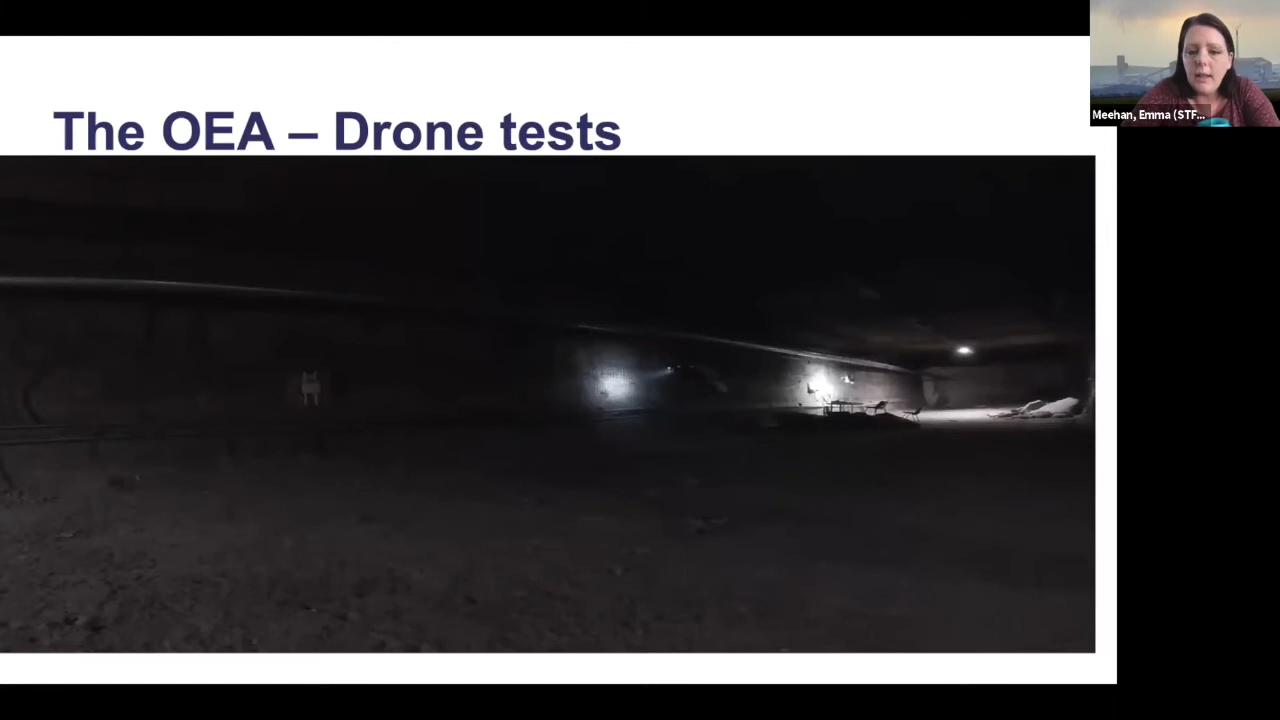 The OEA – Drone tests
Meehan, Emma (STF...